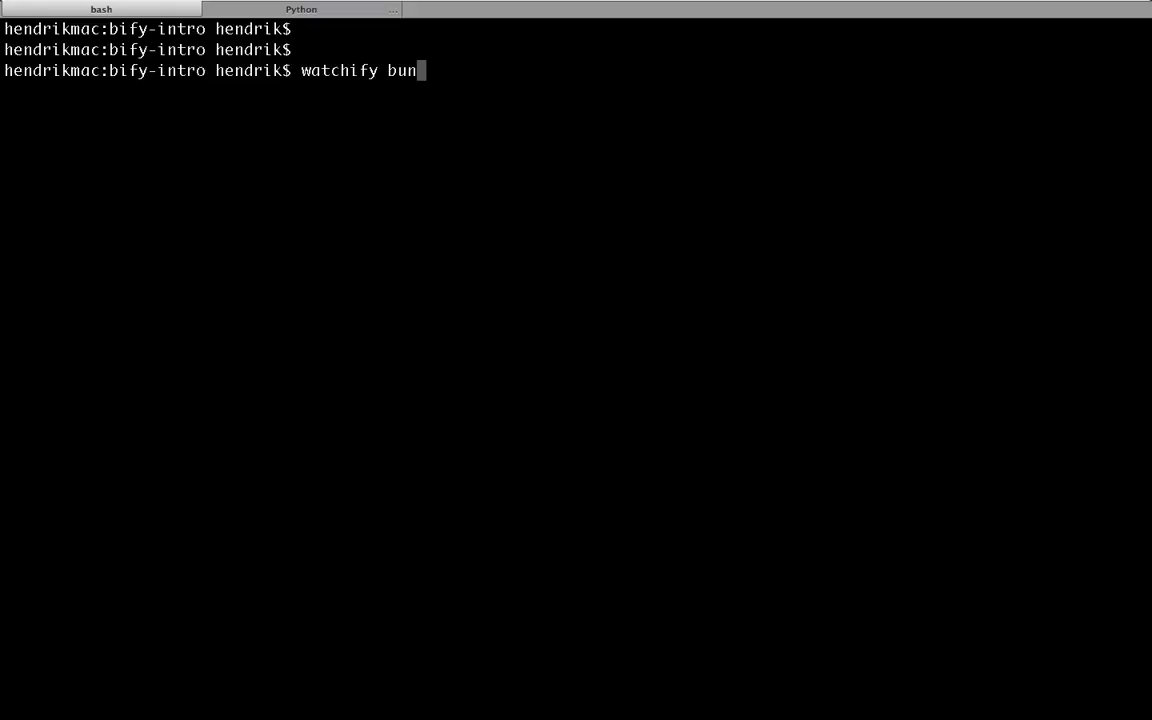 bash
Python
...
hendrikmac:bify-intro hendrik$
hendrikmac:bify-intro hendrik$
hendrikmac:bify-intro hendrik$ watchify bun